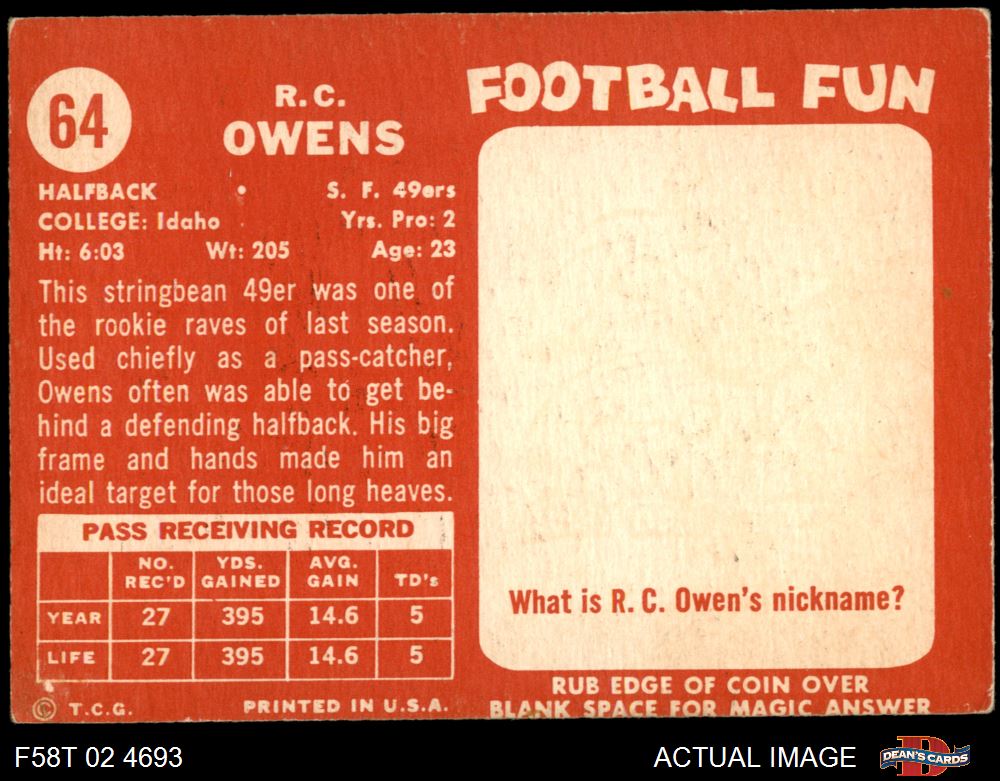 64
R. C.
OWENS
HALFBACK • S. F. 49ers
COLLEGE: Idaho Yrs. Pro: 2
Ht: 6:03 Wt: 205 Age: 23
This stringbean 49er was one of
the rookie raves of last season.
Used chiefly as a pass-catcher,
Owens often was able to get be-
hind a defending halfback. His big
frame and hands made him an
ideal target for those long heaves.
PASS RECEIVING RECORD
NO. REC'D YDS. GAINED AVG. GAIN TD's
YEAR 27 395 14.6 5
LIFE 27 395 14.6 5
© T.C.G. PRINTED IN U.S.A.
FOOTBALL FUN
What is R. C. Owen's nickname?
RUB EDGE OF COIN OVER
BLANK SPACE FOR MAGIC ANSWER
F58T 02 4693 ACTUAL IMAGE
D
DEAN'S CARDS